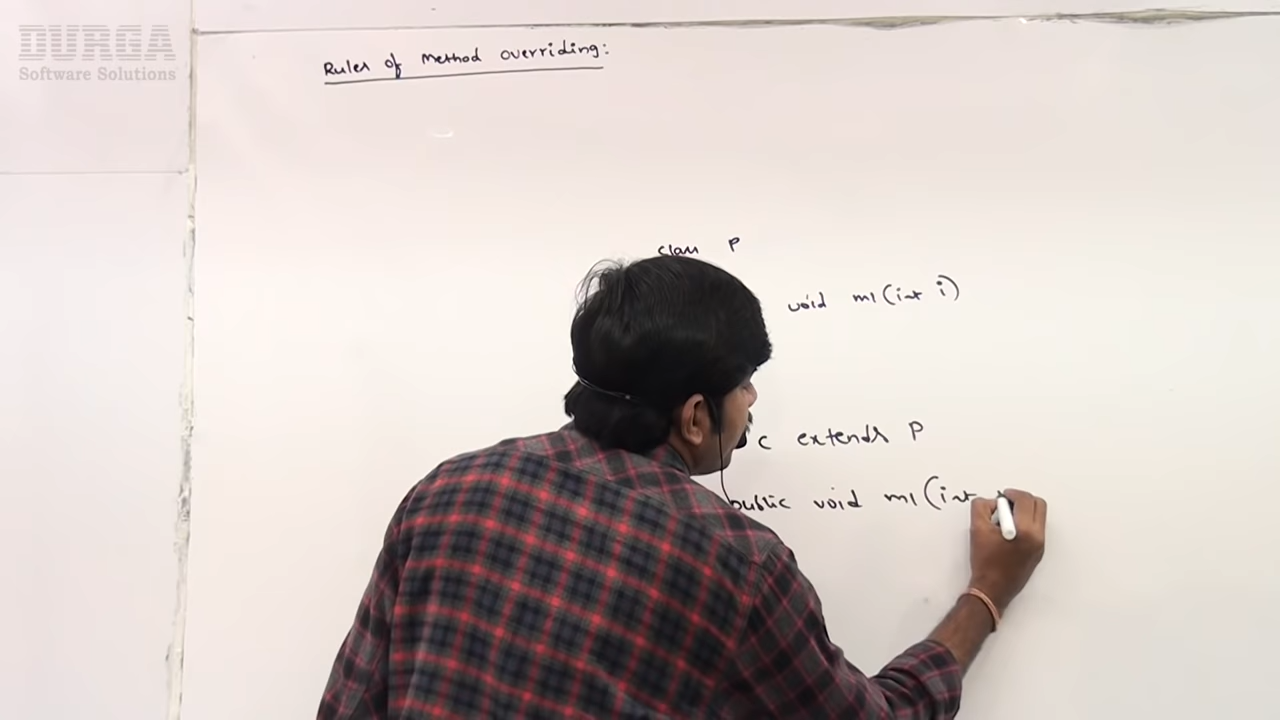 DURGA
Software Solutions
Rules of Method overriding:
class P
void m1(int i)
C extends P
public void m1(int